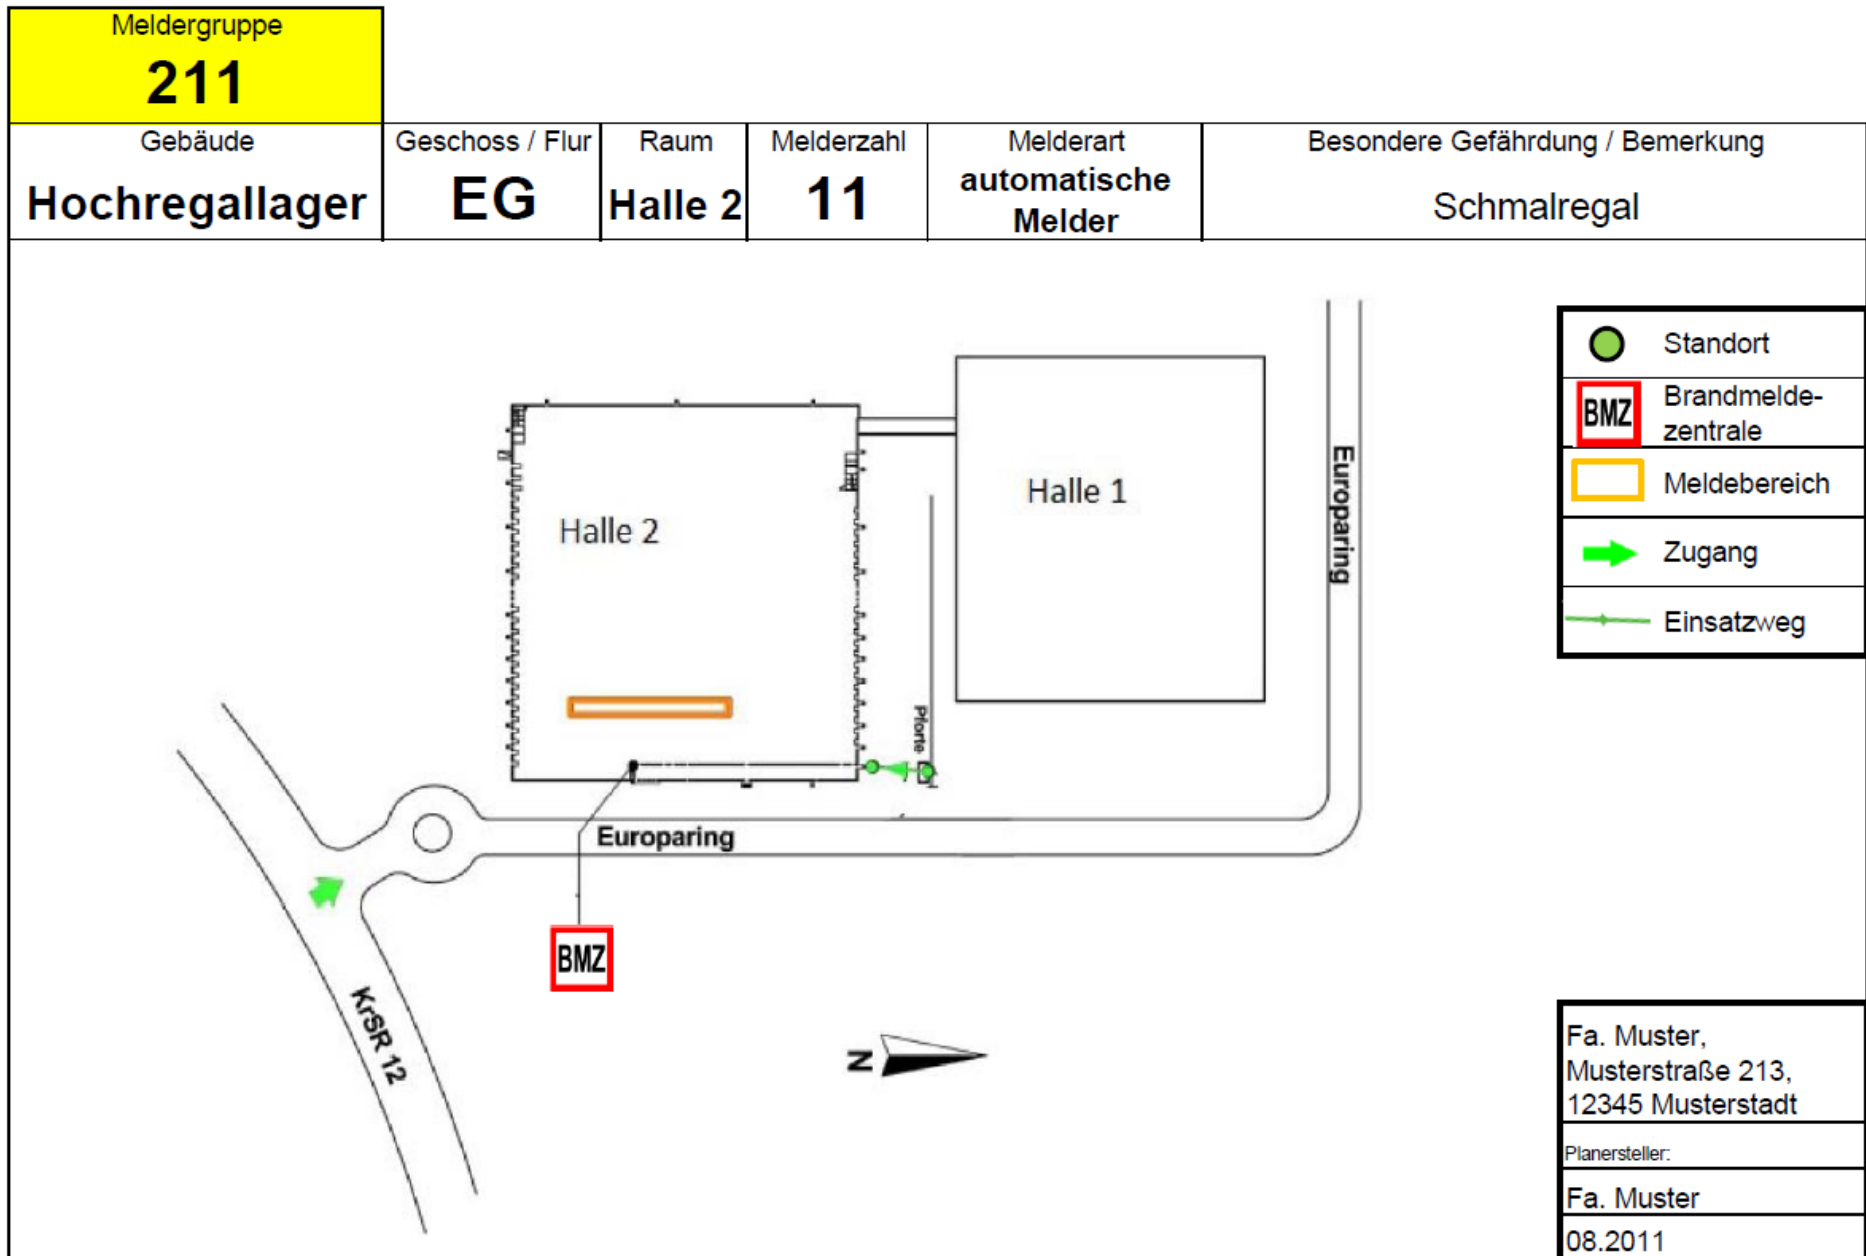 Meldergruppe
211
Gebäude
Hochregallager
Geschoss / Flur
EG
Raum
Halle 2
Melderzahl
11
Melderart
automatische
Melder
Besondere Gefährdung / Bemerkung
Schmalregal
Standort
BMZ
Brandmelde-
zentrale
Meldebereich
Zugang
Einsatzweg
Halle 1
Halle 2
Europaring
Pforte
Europaring
BMZ
KrSR 12
N
Fa. Muster,
Musterstraße 213,
12345 Musterstadt
Planersteller:
Fa. Muster
08.2011